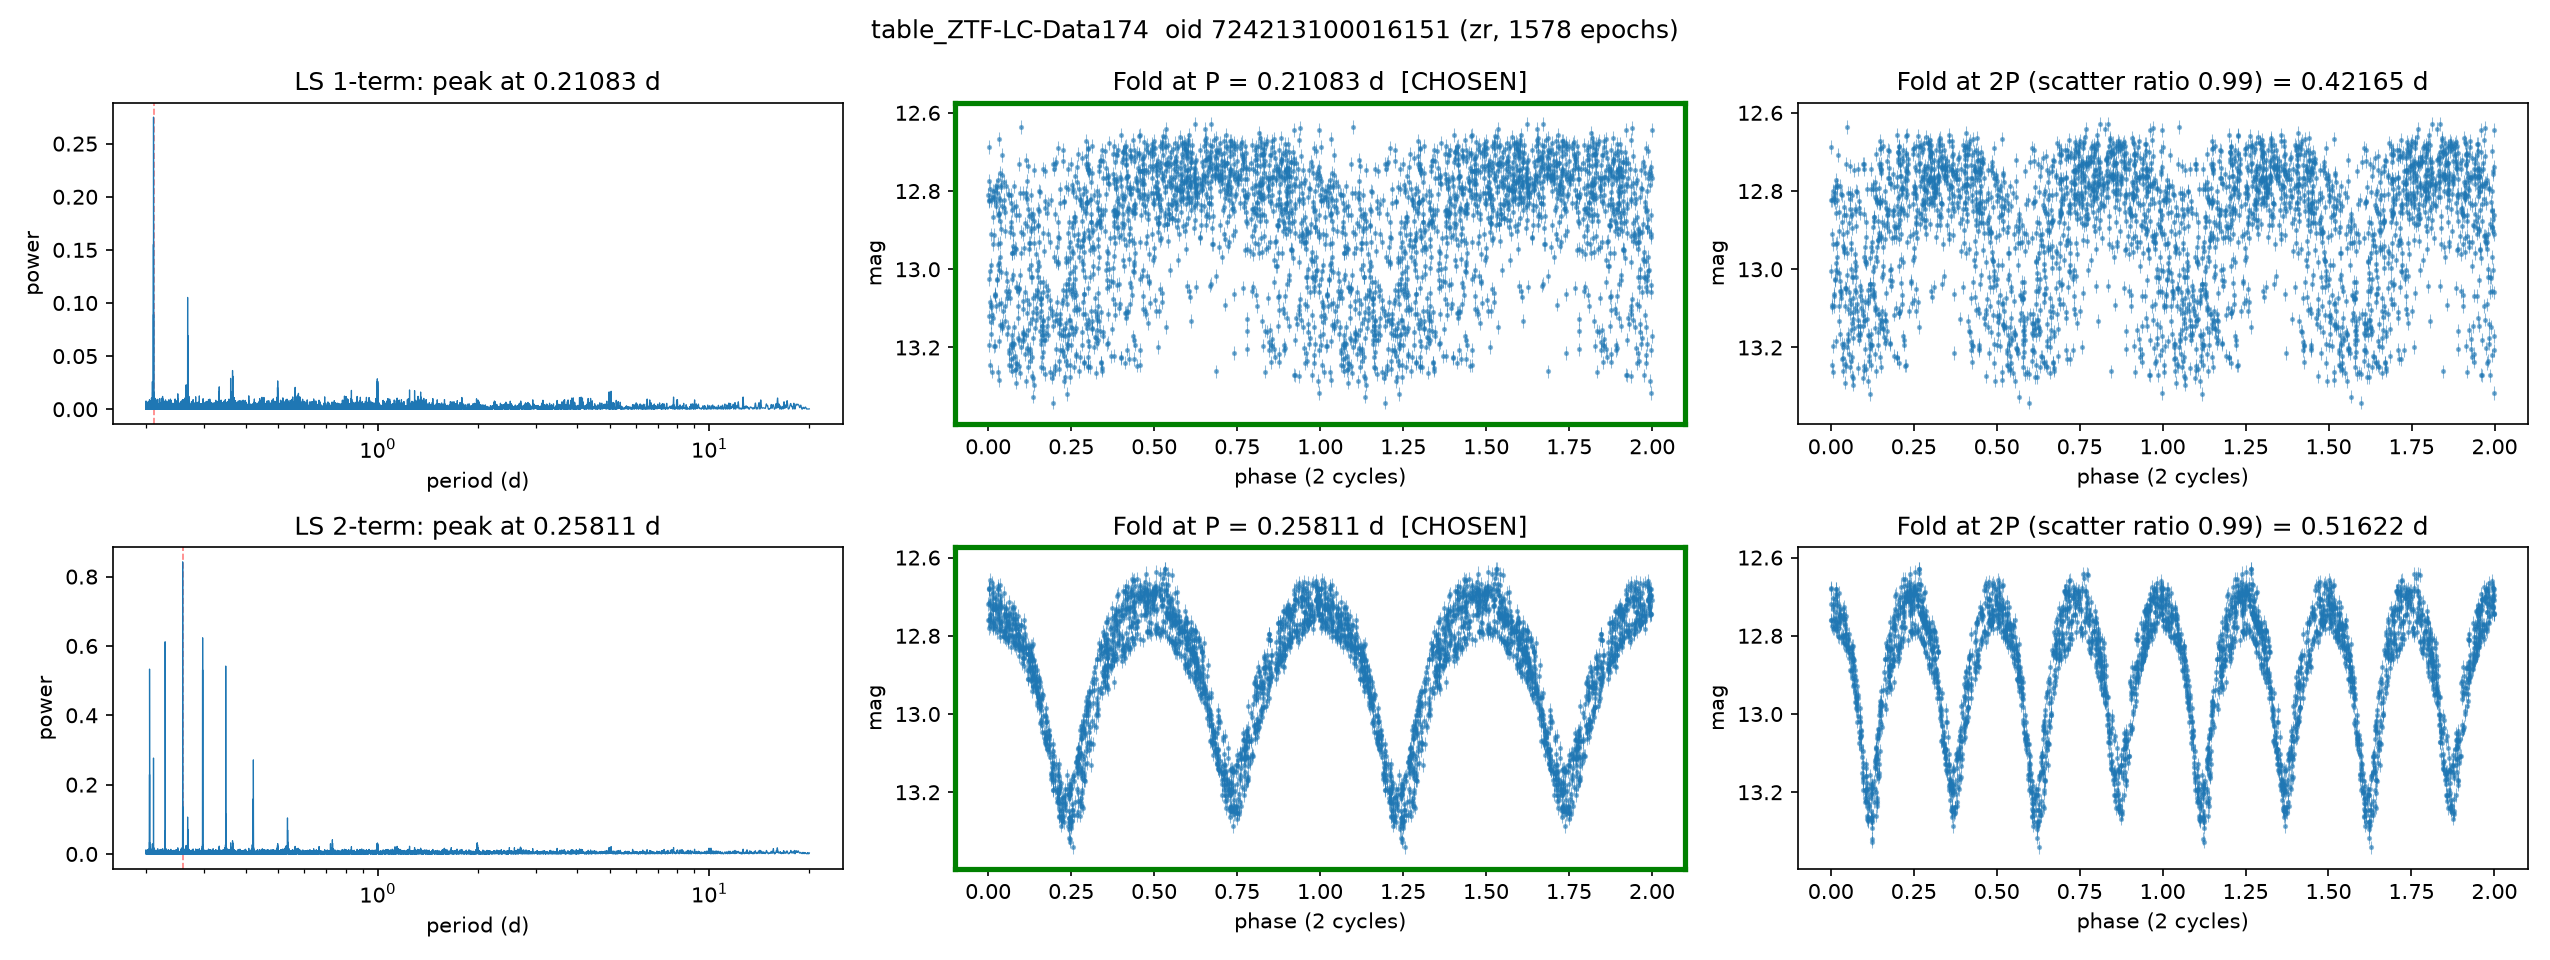 table_ZTF-LC-Data174  oid 724213100016151 (zr, 1578 epochs)
LS 1-term: peak at 0.21083 d
power
0.25
0.20
0.15
0.10
0.05
0.00
10⁰
10¹
period (d)
Fold at P = 0.21083 d  [CHOSEN]
mag
12.6
12.8
13.0
13.2
0.00 0.25 0.50 0.75 1.00 1.25 1.50 1.75 2.00
phase (2 cycles)
Fold at 2P (scatter ratio 0.99) = 0.42165 d
mag
12.6
12.8
13.0
13.2
0.00 0.25 0.50 0.75 1.00 1.25 1.50 1.75 2.00
phase (2 cycles)
LS 2-term: peak at 0.25811 d
power
0.8
0.6
0.4
0.2
0.0
10⁰
10¹
period (d)
Fold at P = 0.25811 d  [CHOSEN]
mag
12.6
12.8
13.0
13.2
0.00 0.25 0.50 0.75 1.00 1.25 1.50 1.75 2.00
phase (2 cycles)
Fold at 2P (scatter ratio 0.99) = 0.51622 d
mag
12.6
12.8
13.0
13.2
0.00 0.25 0.50 0.75 1.00 1.25 1.50 1.75 2.00
phase (2 cycles)